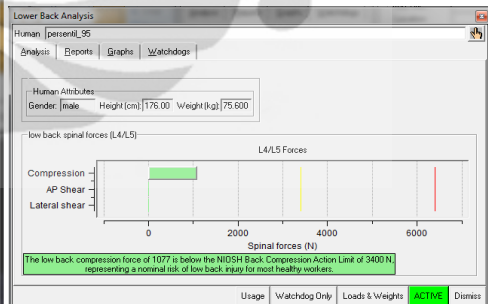 Lower Back Analysis
Human persentil_95
Analysis Reports Graphs Watchdogs
Human Attributes
Gender: male Height (cm): 176.00 Weight (kg): 75.600
low back spinal forces (L4/L5)
L4/L5 Forces
Compression
AP Shear
Lateral shear
0 2000 4000 6000
Spinal forces (N)
The low back compression force of 1077 is below the NIOSH Back Compression Action Limit of 3400 N,
representing a nominal risk of low back injury for most healthy workers.
Usage Watchdog Only Loads & Weights ACTIVE Dismiss